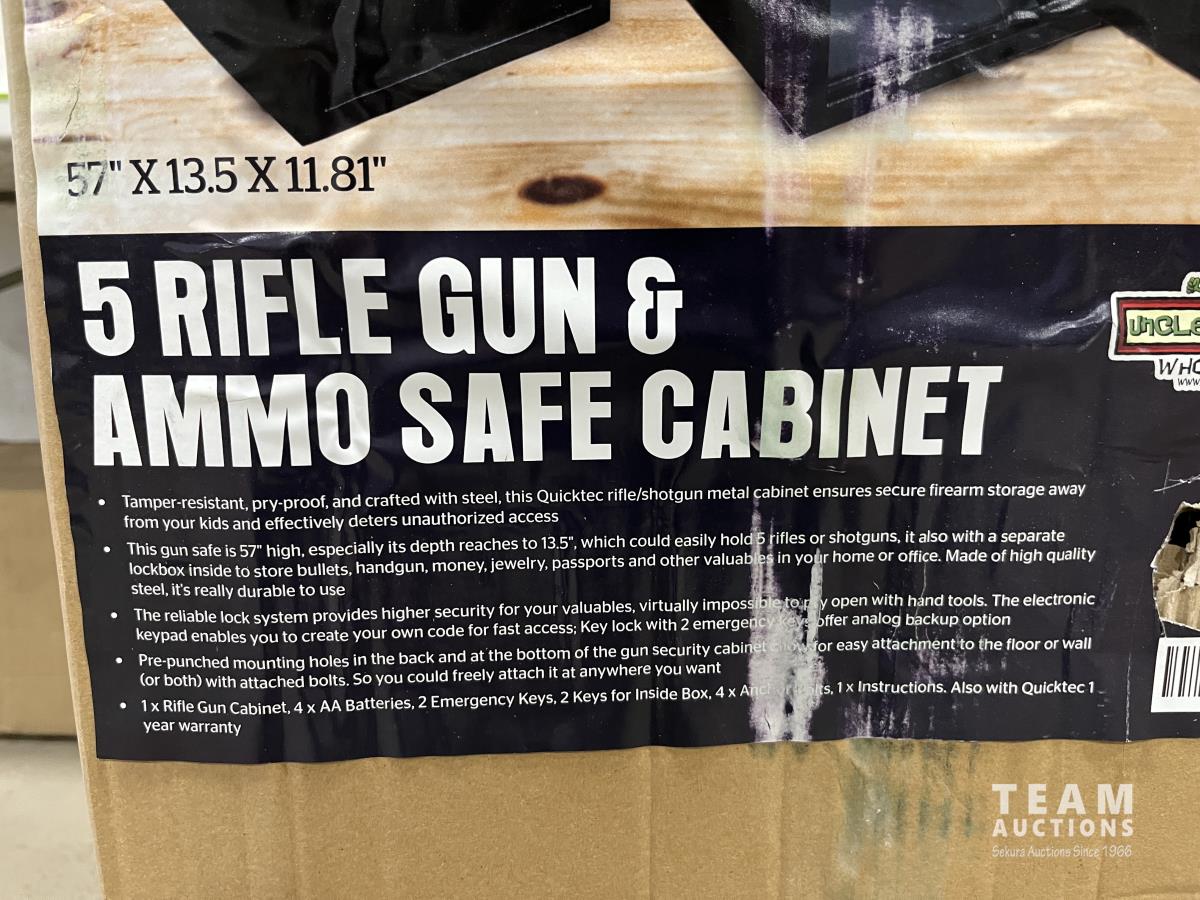 57" X 13.5 X 11.81"
5 RIFLE GUN &
AMMO SAFE CABINET
• Tamper-resistant, pry-proof, and crafted with steel, this Quicktec rifle/shotgun metal cabinet ensures secure firearm storage away
from your kids and effectively deters unauthorized access
• This gun safe is 57" high, especially its depth reaches to 13.5", which could easily hold 5 rifles or shotguns, it also with a separate
lockbox inside to store bullets, handgun, money, jewelry, passports and other valuables in your home or office. Made of high quality
steel, it's really durable to use
• The reliable lock system provides higher security for your valuables, virtually impossible to pry open with hand tools. The electronic
keypad enables you to create your own code for fast access; Key lock with 2 emergency keys offer analog backup option
• Pre-punched mounting holes in the back and at the bottom of the gun security cabinet allow for easy attachment to the floor or wall
(or both) with attached bolts. So you could freely attach it at anywhere you want
• 1 x Rifle Gun Cabinet, 4 x AA Batteries, 2 Emergency Keys, 2 Keys for Inside Box, 4 x Anchor Bolts, 1 x Instructions. Also with Quicktec 1
year warranty
UNCLE
WHO
WWW
TEAM
AUCTIONS
Sekura Auctions Since 1966